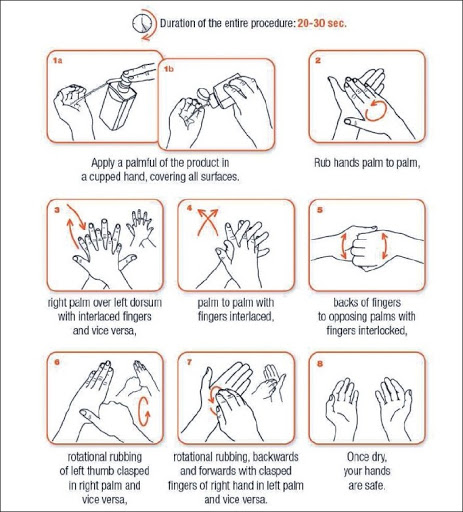 Duration of the entire procedure: 20-30 sec.
1a
1b
2
Apply a palmful of the product in
a cupped hand, covering all surfaces.
Rub hands palm to palm,
3
4
5
right palm over left dorsum
with interlaced fingers
and vice versa,
palm to palm with
fingers interlaced,
backs of fingers
to opposing palms with
fingers interlocked,
6
7
8
rotational rubbing
of left thumb clasped
in right palm and
vice versa,
rotational rubbing, backwards
and forwards with clasped
fingers of right hand in left palm
and vice versa.
Once dry,
your hands
are safe.